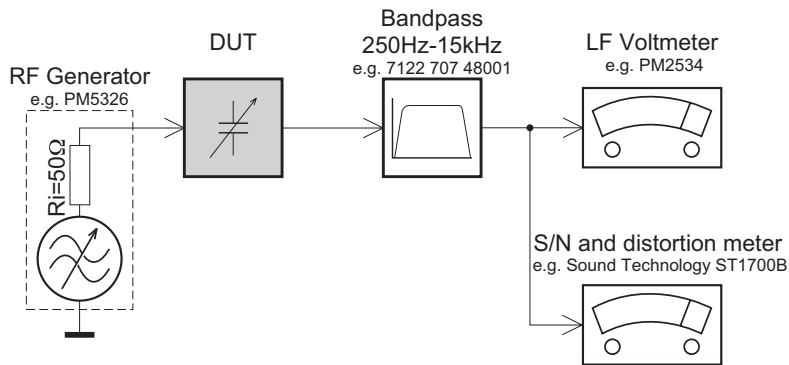 RF Generator
e.g. PM5326
Ri=50Ω
DUT
Bandpass
250Hz-15kHz
e.g. 7122 707 48001
LF Voltmeter
e.g. PM2534
S/N and distortion meter
e.g. Sound Technology ST1700B